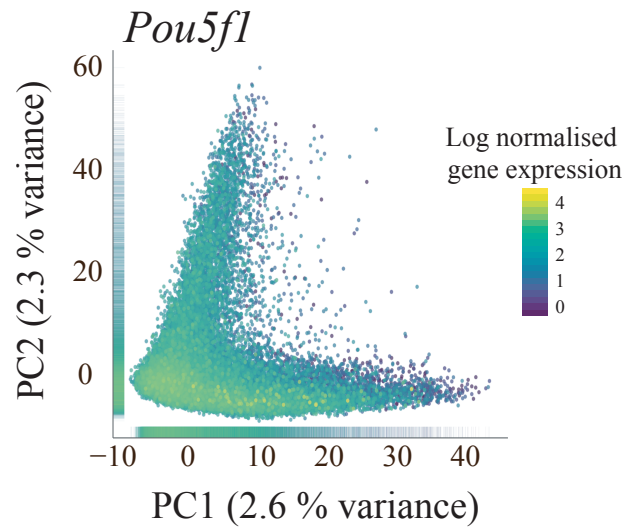 Pou5f1
PC2 (2.3 % variance)
60
40
20
0
−10 0 10 20 30 40
PC1 (2.6 % variance)
Log normalised
gene expression
4
3
2
1
0